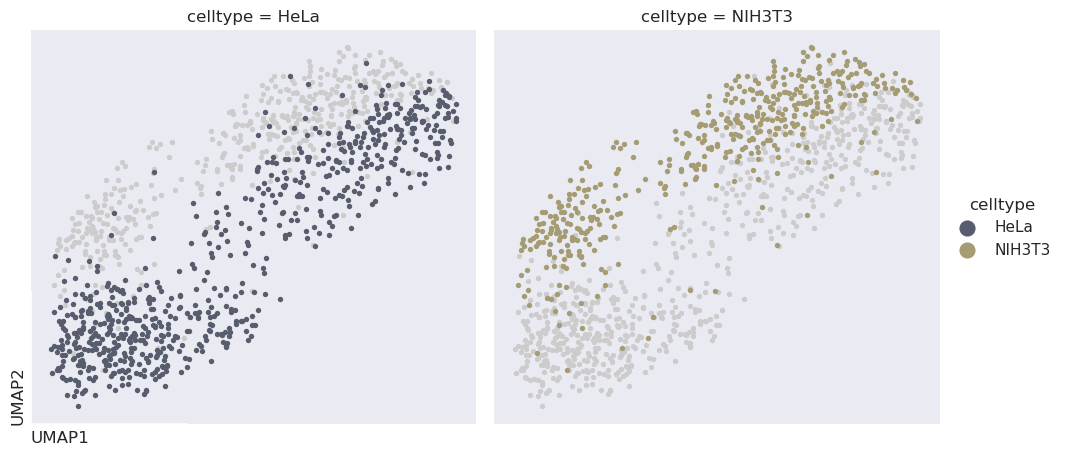 celltype = HeLa
celltype = NIH3T3
celltype
HeLa
NIH3T3
UMAP2
UMAP1